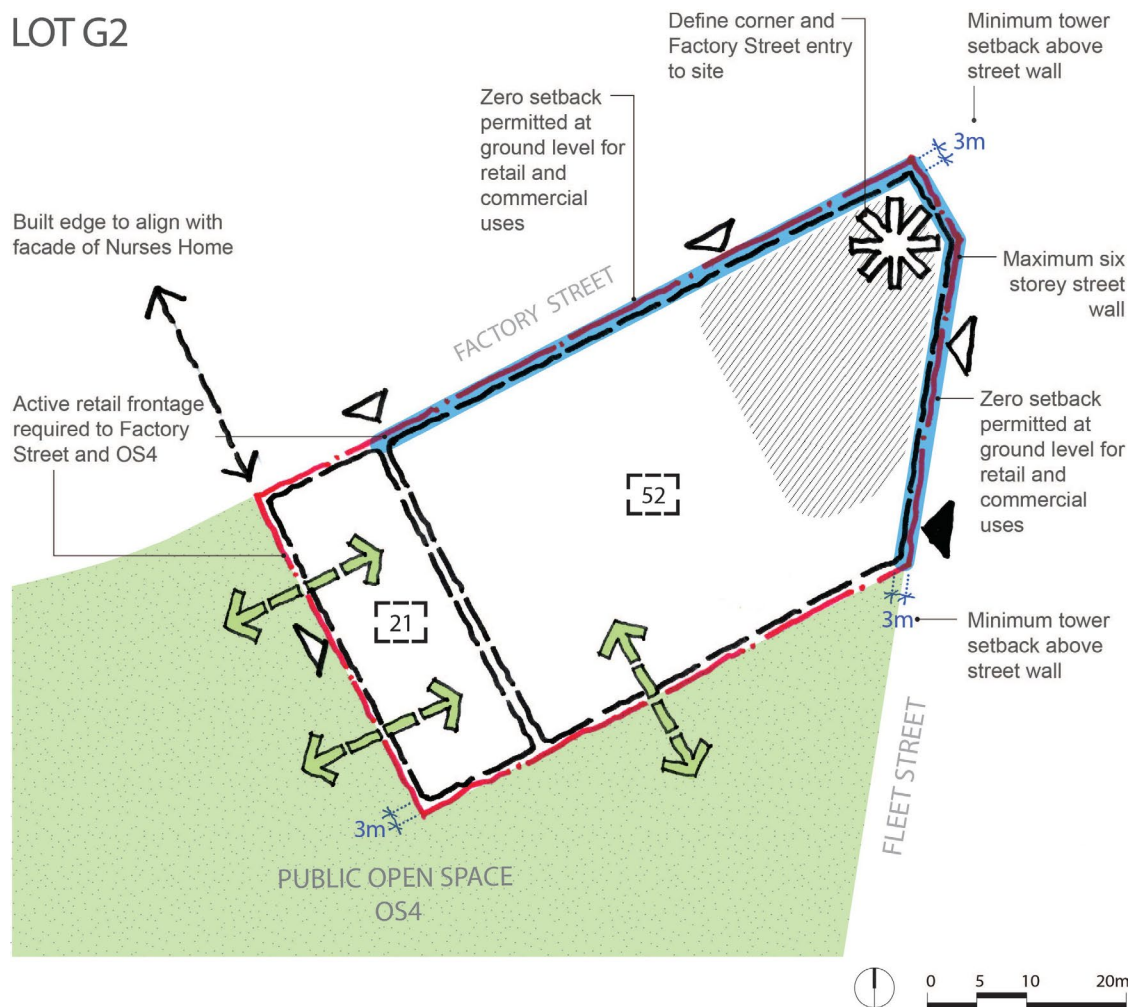 LOT G2
Define corner and
Factory Street entry
to site
Minimum tower
setback above
street wall
Zero setback
permitted at
ground level for
retail and
commercial
uses
3m
Built edge to align with
facade of Nurses Home
Maximum six
storey street
wall
FACTORY STREET
Active retail frontage
required to Factory
Street and OS4
Zero setback
permitted at
ground level for
retail and
commercial
uses
52
21
3m
Minimum tower
setback above
street wall
FLEET STREET
3m
PUBLIC OPEN SPACE
OS4
0 5 10 20m